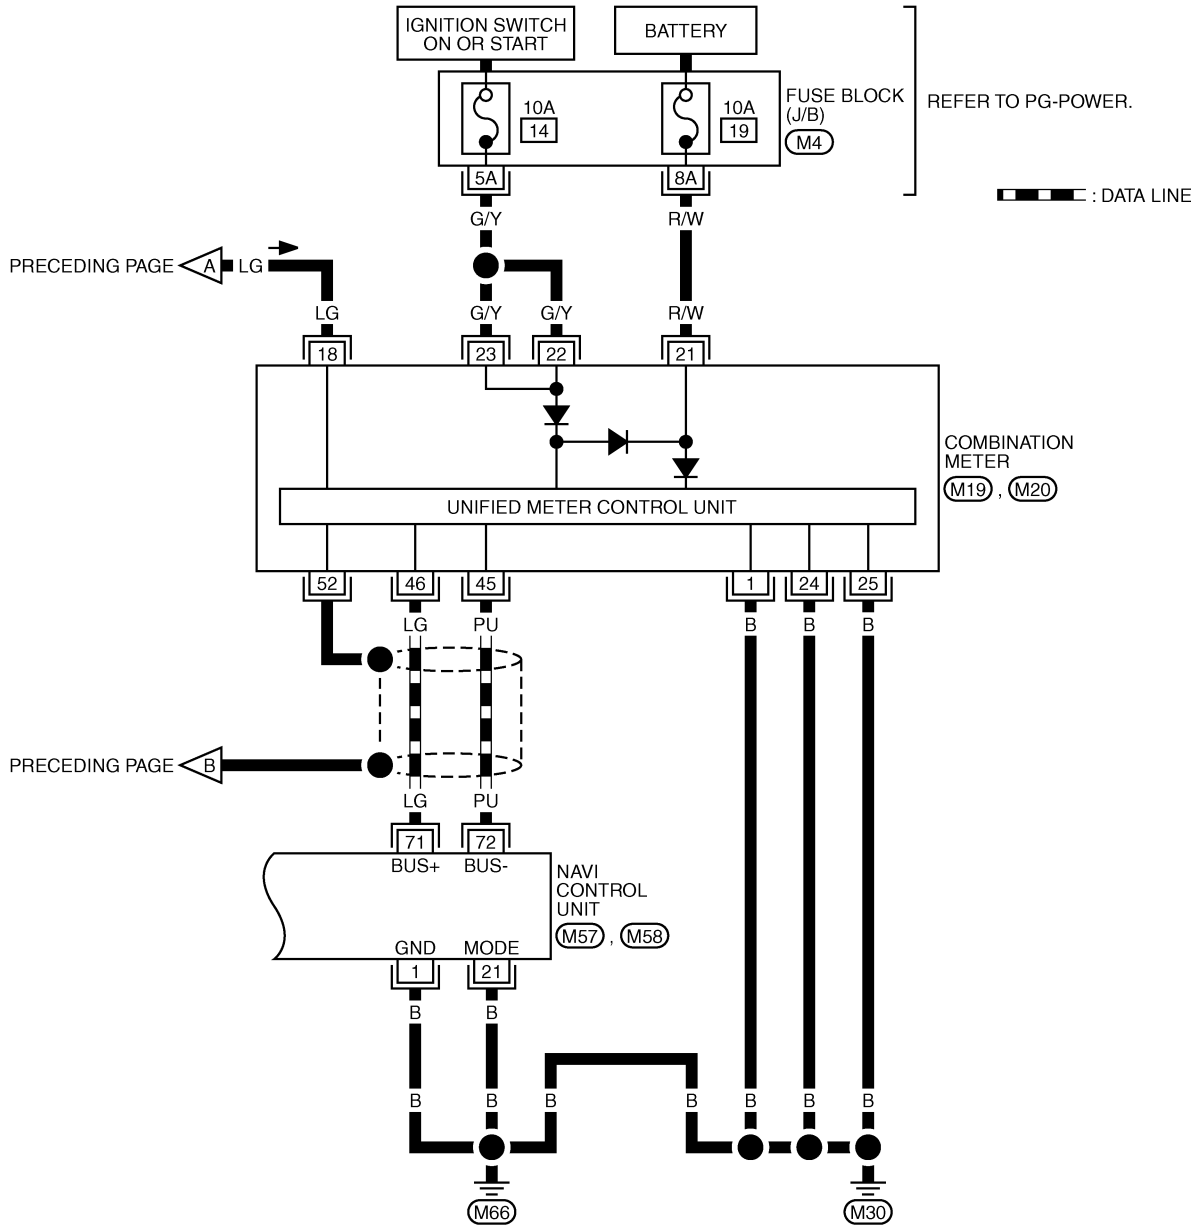 IGNITION SWITCH
ON OR START
BATTERY
10A
14
10A
19
FUSE BLOCK
(J/B)
M4
REFER TO PG-POWER.
5A
8A
: DATA LINE
G/Y
R/W
PRECEDING PAGE
A
LG
LG
G/Y
G/Y
R/W
18
23
22
21
COMBINATION
METER
M19 , M20
UNIFIED METER CONTROL UNIT
52
46
45
1
24
25
LG
PU
B
B
B
PRECEDING PAGE
B
LG
PU
71
72
BUS+
BUS-
NAVI
CONTROL
UNIT
M57 , M58
GND
MODE
1
21
B
B
B
B
B
B
B
B
B
M66
M30